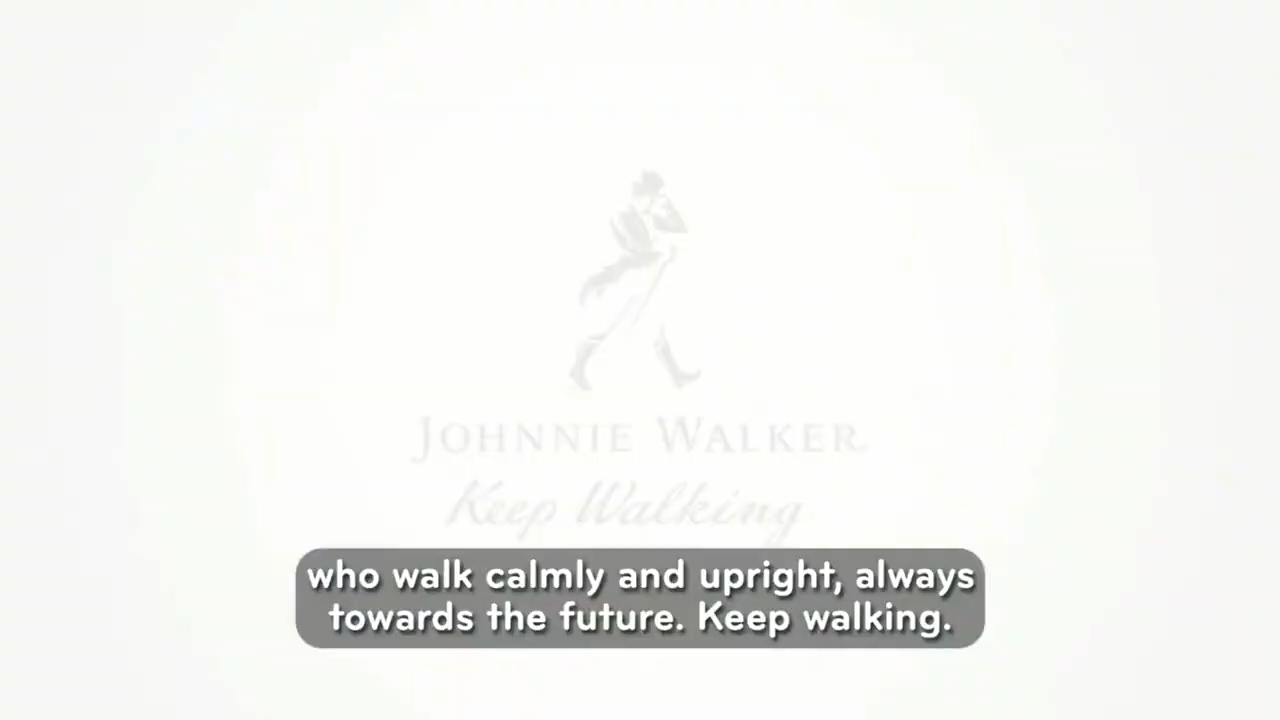 JOHNNIE WALKER.
Keep Walking
who walk calmly and upright, always
towards the future. Keep walking.